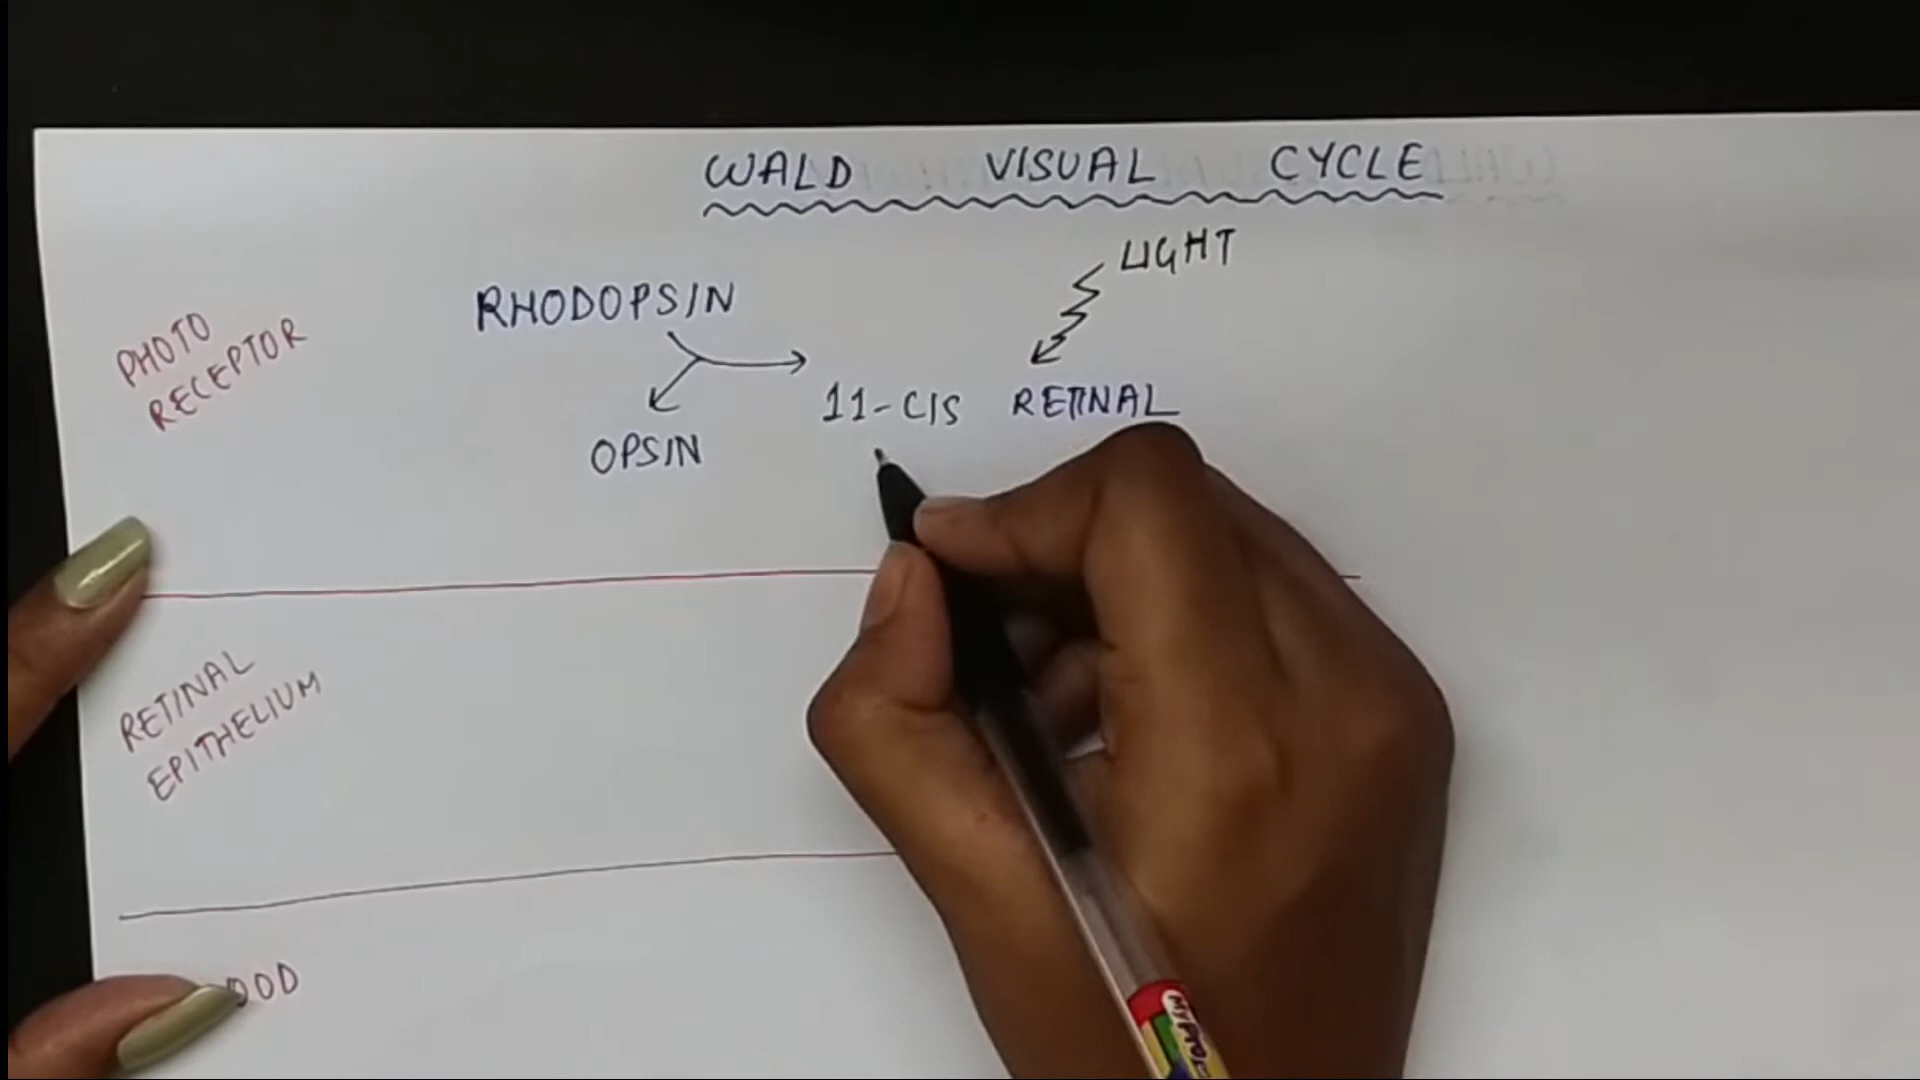 WALD VISUAL CYCLE
LIGHT
RHODOPSIN
PHOTO
RECEPTOR
11-CIS RETINAL
OPSIN
RETINAL
EPITHELIUM